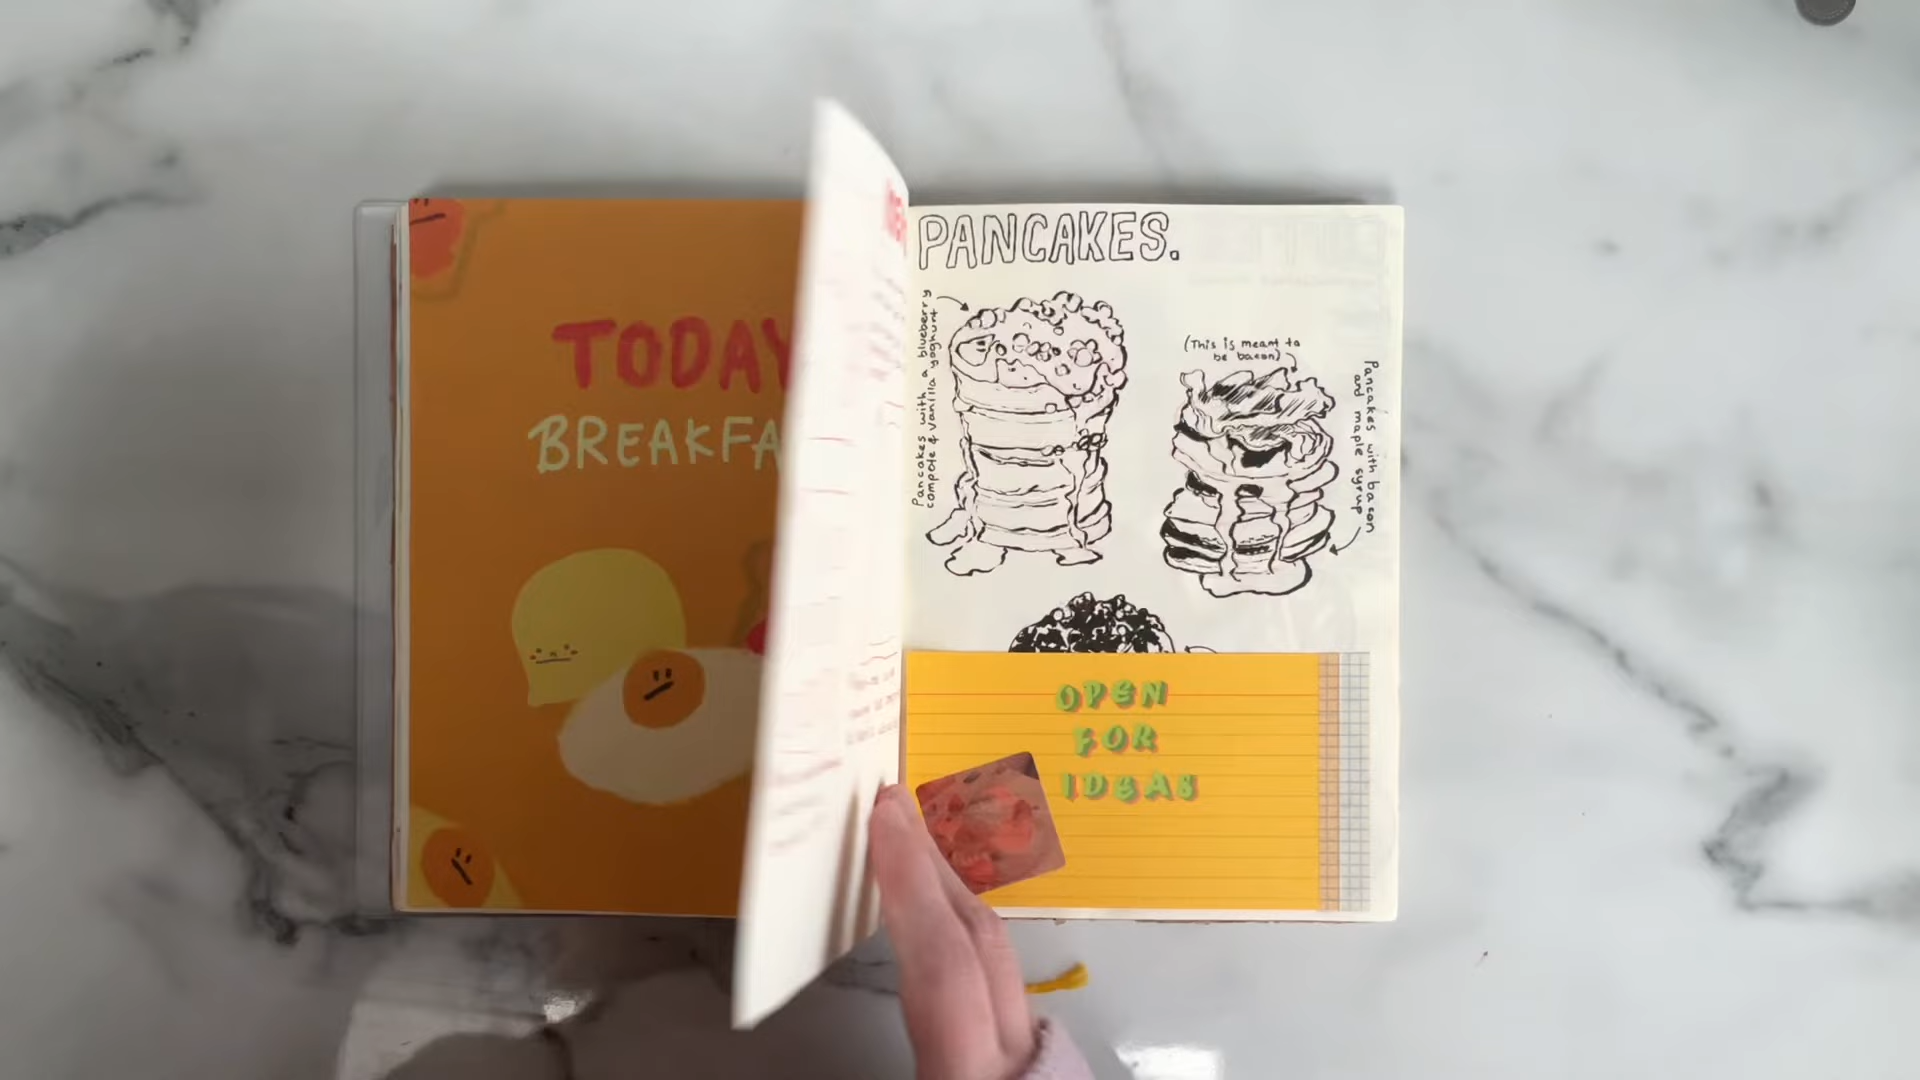 TODAY
BREAKFA
PANCAKES.
Pancakes with a blueberry
compote & vanilla yoghurt
(This is meant to
be bacon)
Pancakes with bacon
and maple syrup
OPEN
FOR
IDEAS